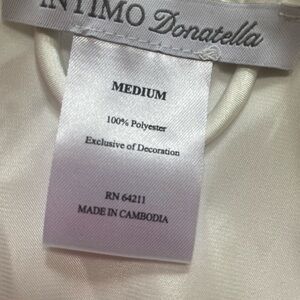 INTIMO Donatella
MEDIUM
100% Polyester
Exclusive of Decoration
RN 64211
MADE IN CAMBODIA